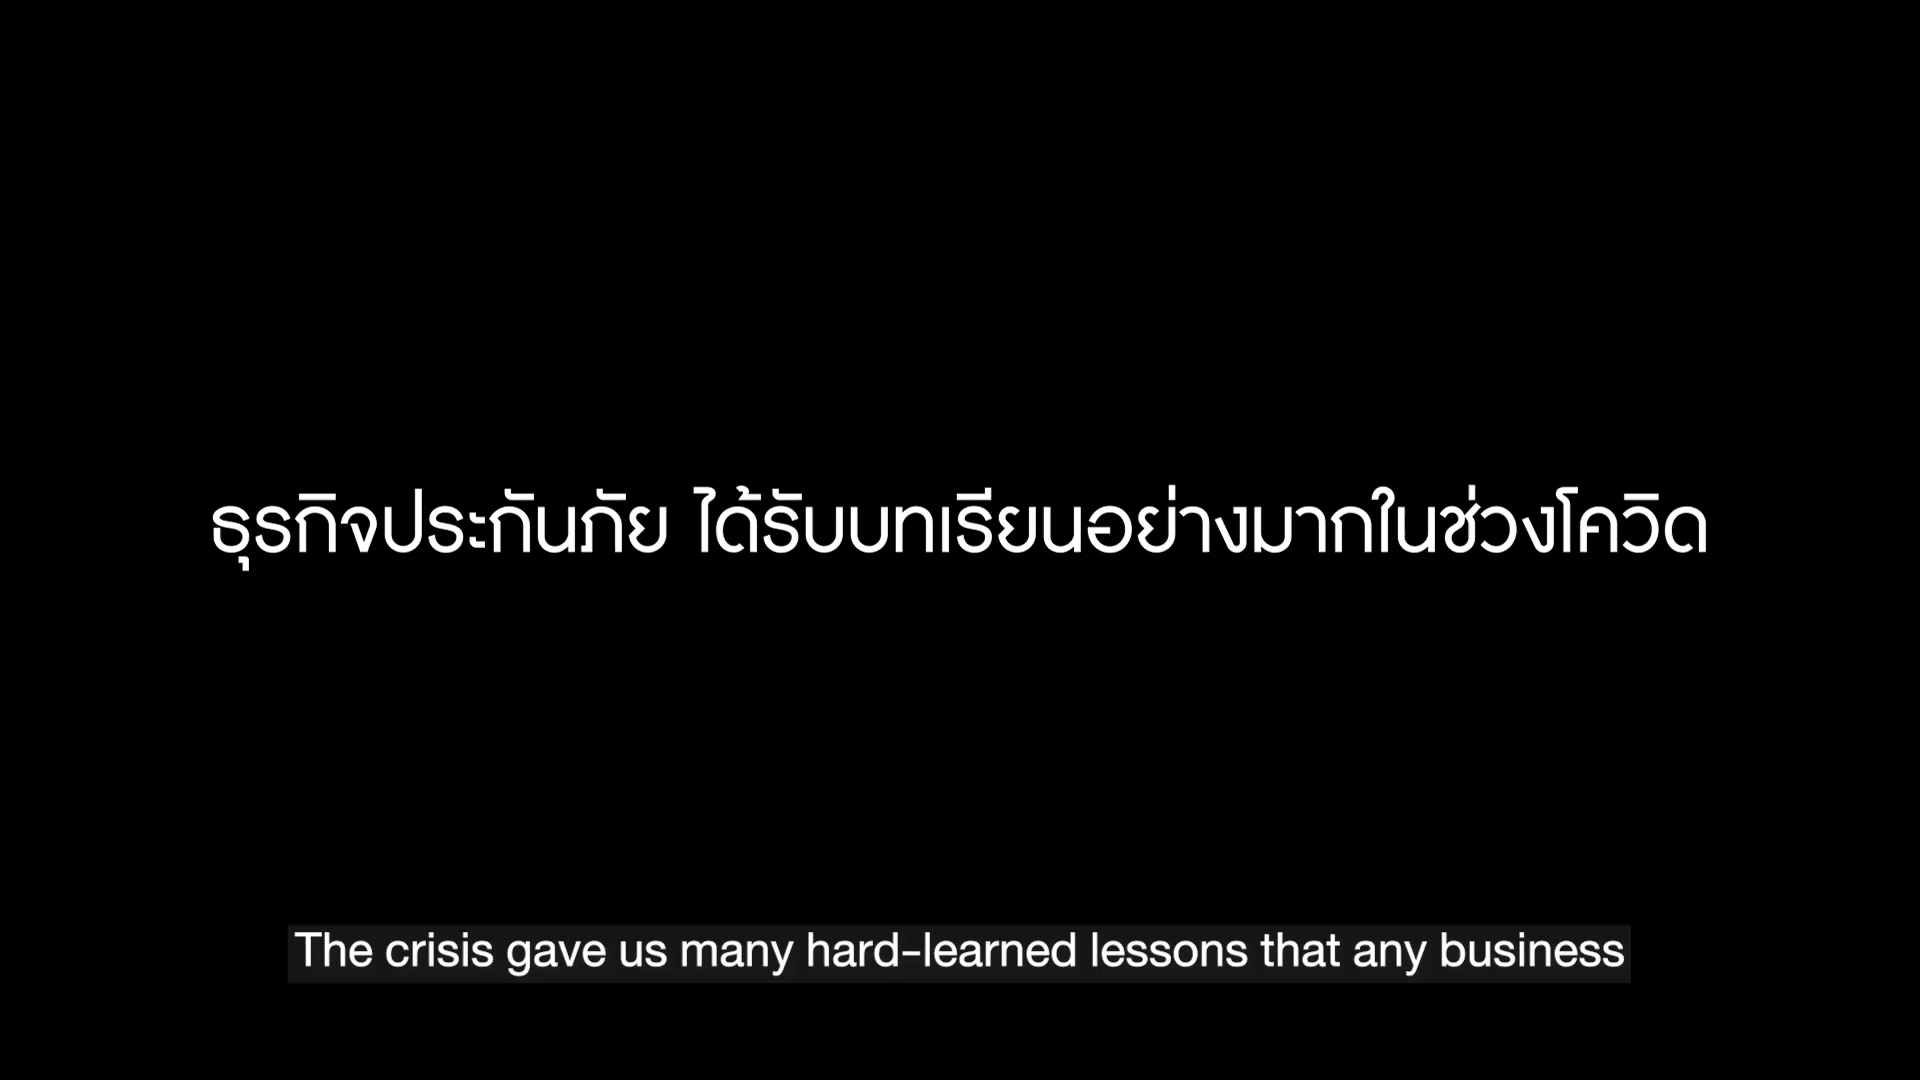 ธุรกิจประกันภัย ได้รับบทเรียนอย่างมากในช่วงโควิด
The crisis gave us many hard-learned lessons that any business